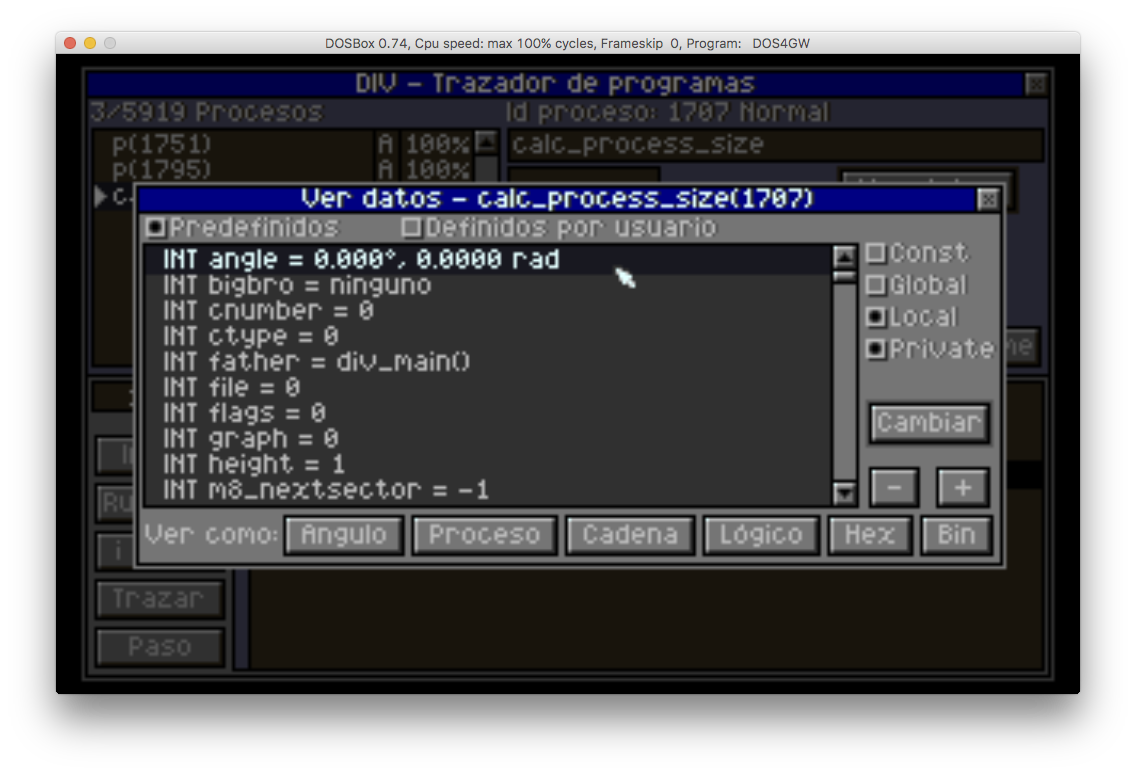 DOSBox 0.74, Cpu speed: max 100% cycles, Frameskip 0, Program: DOS4GW
DIV - Trazador de programas
3/5919 Procesos
Id proceso: 1707 Normal
p(1751) A 100%
calc_process_size
p(1795) A 100%
Ver datos - calc_process_size(1707)
Predefinidos Definidos por usuario
INT angle = 0.000°, 0.0000 rad
INT bigbro = ninguno
INT cnumber = 0
INT ctype = 0
INT father = div_main()
INT file = 0
INT flags = 0
INT graph = 0
INT height = 1
INT m8_nextsector = -1
Const
Global
Local
Private
Cambiar
- +
Ver como: Angulo Proceso Cadena Lógico Hex Bin
Trazar
Paso